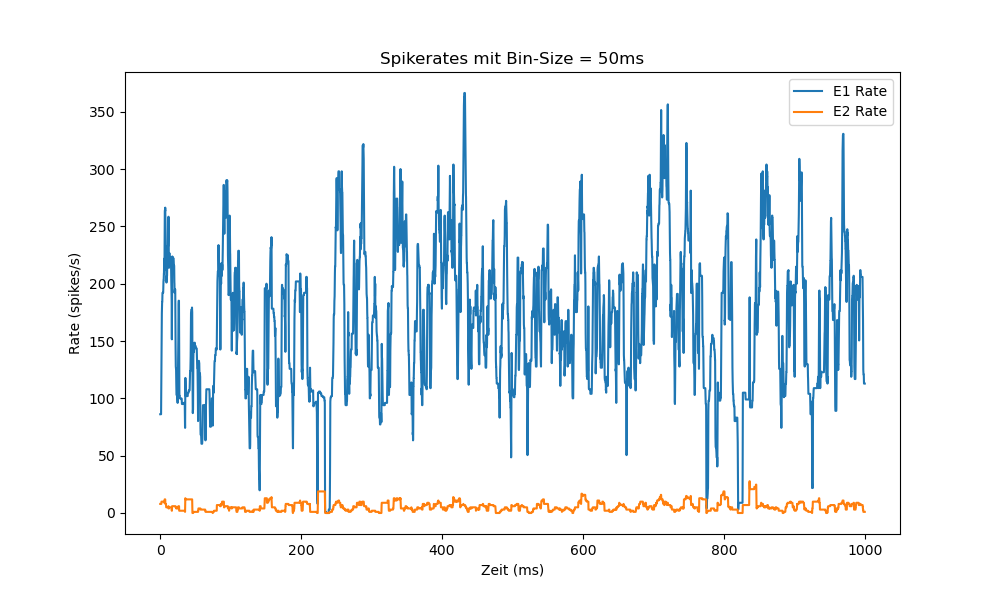 Spikerates mit Bin-Size = 50ms
E1 Rate
E2 Rate
350
300
250
200
150
100
50
0
Rate (spikes/s)
0 200 400 600 800 1000
Zeit (ms)